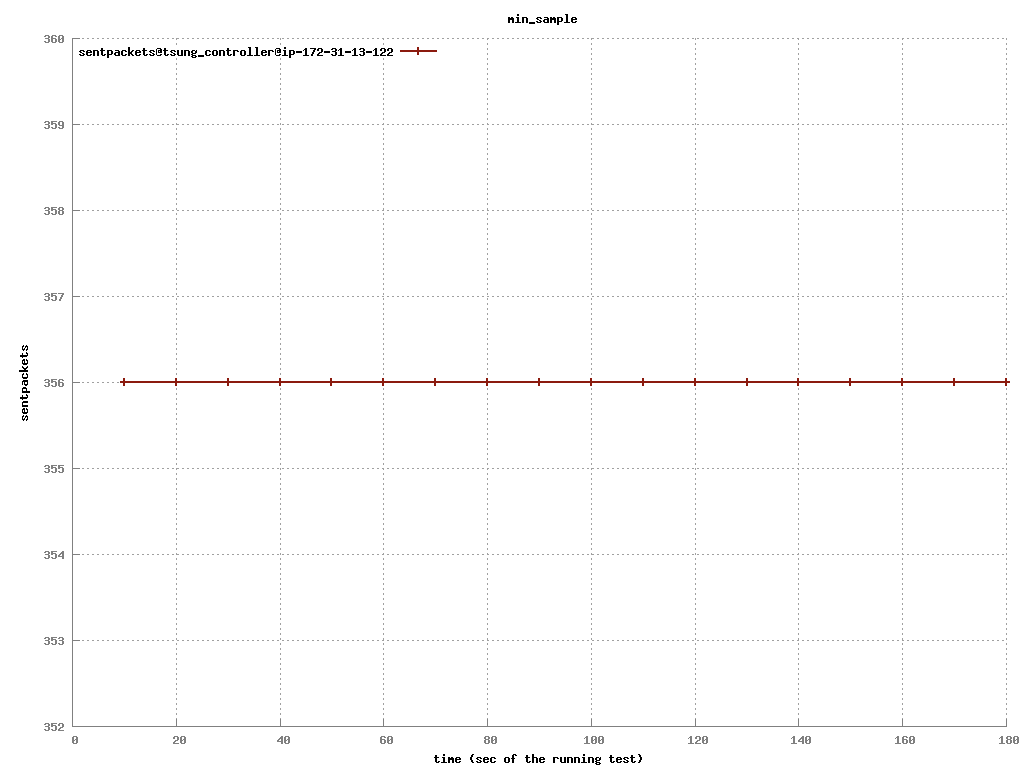 min_sample
360
sentpackets@tsung_controller@ip-172-31-13-122
359
358
357
356
355
354
353
352
sentpackets
0 20 40 60 80 100 120 140 160 180
time (sec of the running test)